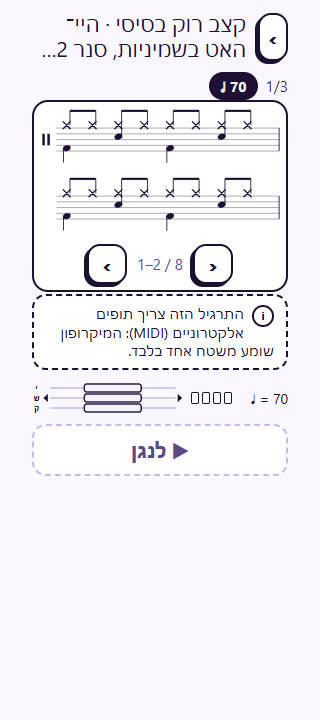 קצב רוק בסיסי · היי־
האט בשמיניות, סנר 2...
1/3
♩ 70
1–2 / 8
התרגיל הזה צריך תופים
אלקטרוניים (MIDI): המיקרופון
שומע משטח אחד בלבד.
♩ = 70
י
ש
ק
לנגן